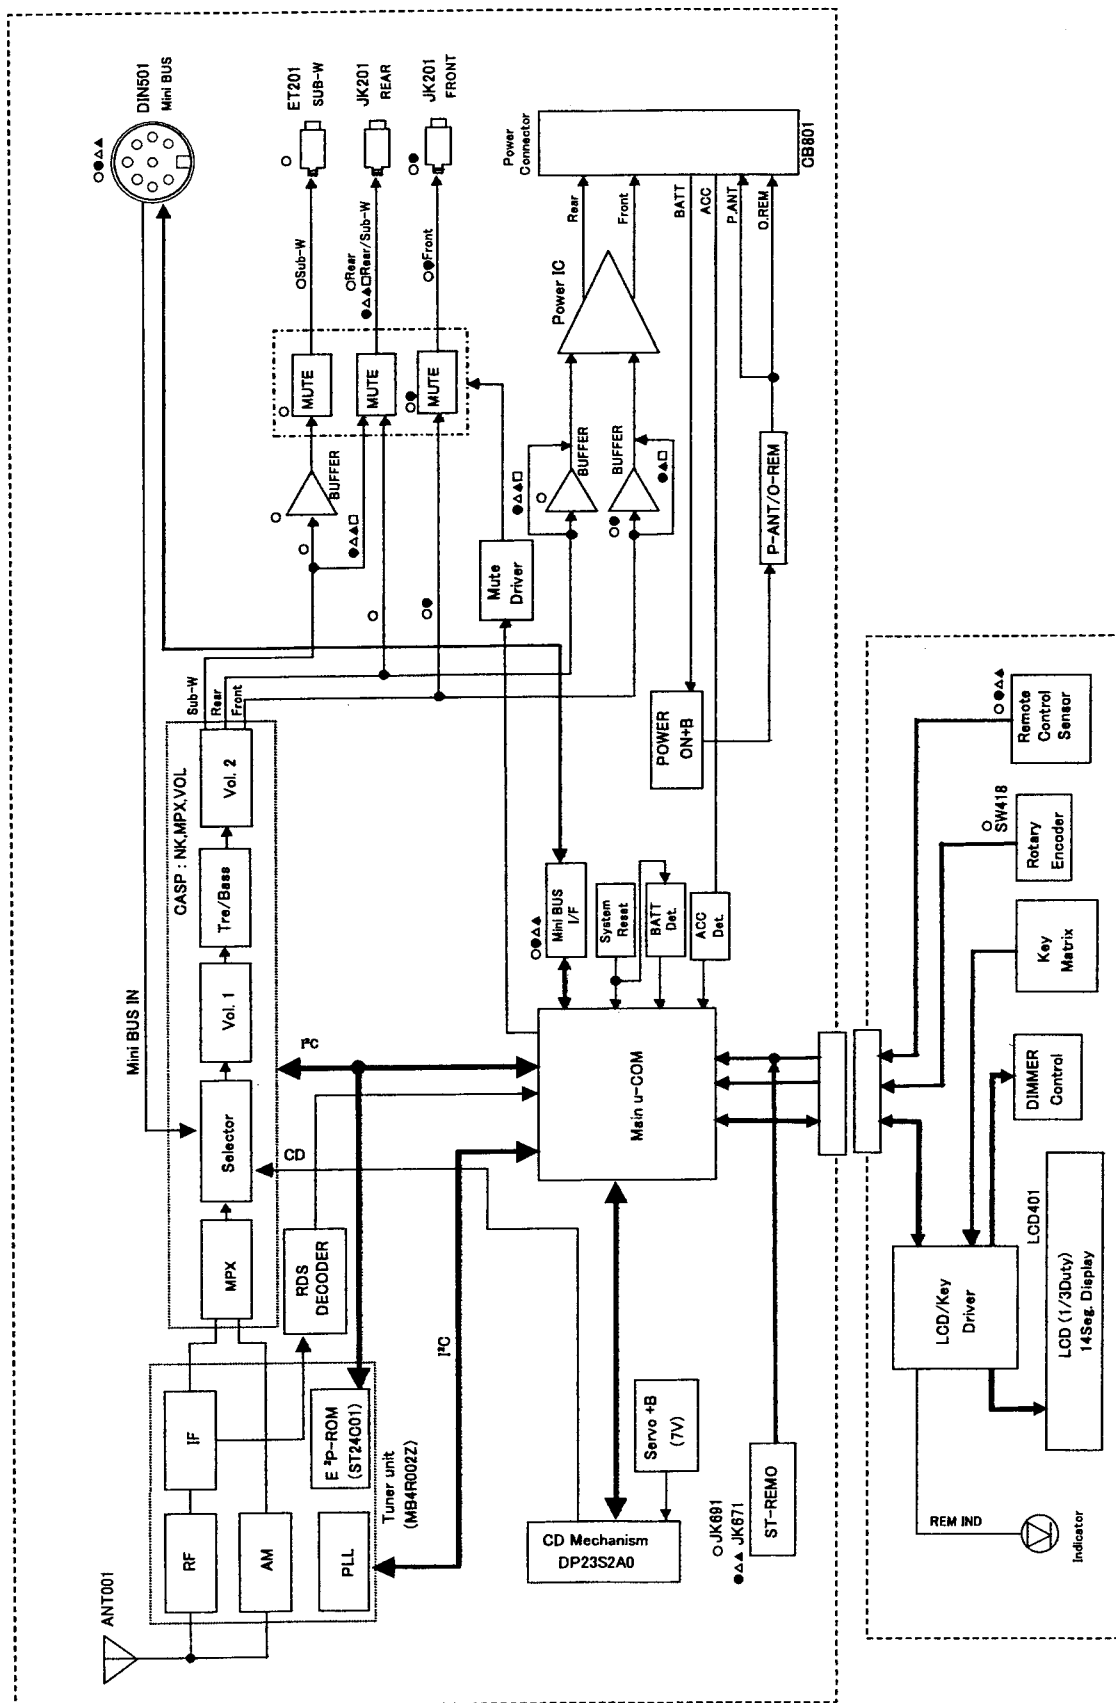 ANT001
RF
IF
AM
PLL
E²P-ROM
(ST24C01)
Tuner unit
(MB4R002Z)
CASP : NK,MPX,VOL
MPX
Selector
Vol. 1
Tre/Bass
Vol. 2
Sub-W
Rear
Front
Mini BUS IN
CD
I²C
I²C
RDS
DECODER
DIN501
Mini BUS
○●△▲
○
ET201
SUB-W
JK201
REAR
○●
JK201
FRONT
○Sub-W
○Rear
●△▲□Rear/Sub-W
○●Front
○
MUTE
MUTE
○●
MUTE
○
BUFFER
○
●△▲□
○
○●
Mute
Driver
●△▲□
○
BUFFER
○●
BUFFER
●▲□
Power IC
Rear
Front
Power
Connector
CB801
BATT
ACC
P.ANT
O.REM
P-ANT/O-REM
POWER
ON+B
○●△▲
Mini BUS
I/F
System
Reset
BATT
Det.
ACC
Det.
Main u-COM
CD Mechanism
DP23S2A0
Servo +B
(7V)
○JK691
●△▲ JK671
ST-REMO
○●△▲
Remote
Control
Sensor
○
SW418
Rotary
Encoder
Key
Matrix
DIMMER
Control
LCD/Key
Driver
LCD401
LCD (1/3Duty)
14Seg. Display
REM IND
Indicator